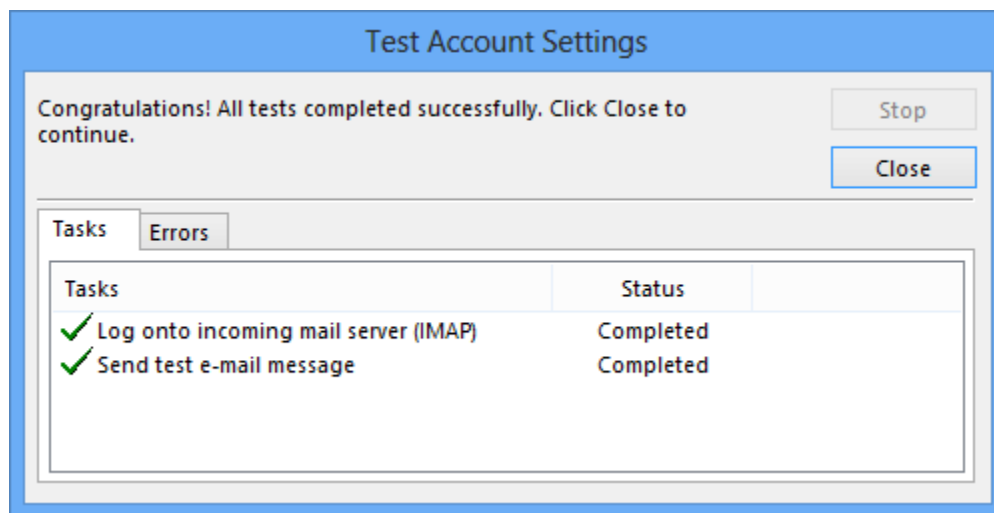 Test Account Settings
Congratulations! All tests completed successfully. Click Close to
continue.
Stop
Close
Tasks Errors
Tasks Status
Log onto incoming mail server (IMAP) Completed
Send test e-mail message Completed